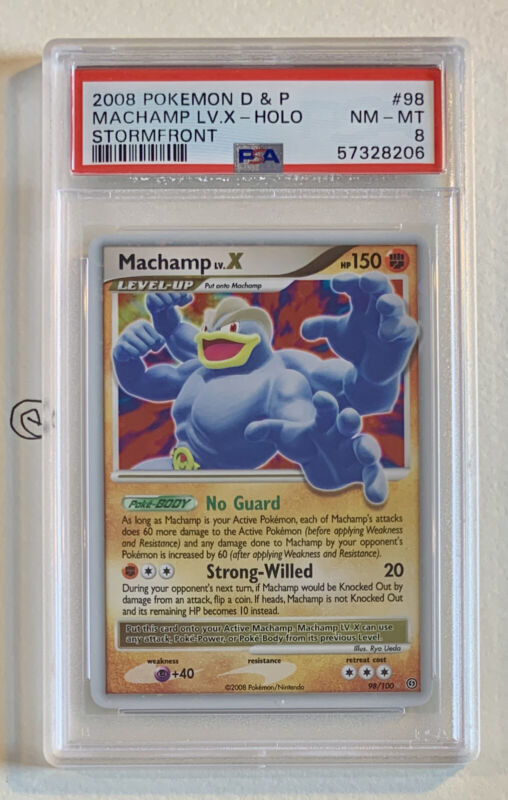 2008 POKEMON D & P #98
MACHAMP LV.X - HOLO NM - MT
STORMFRONT 8
PSA 57328206
Machamp LV.X HP 150
LEVEL-UP Put onto Machamp
Poké-BODY No Guard
As long as Machamp is your Active Pokémon, each of Machamp's attacks
does 60 more damage to the Active Pokémon (before applying Weakness
and Resistance) and any damage done to Machamp by your opponent's
Pokémon is increased by 60 (after applying Weakness and Resistance).
Strong-Willed 20
During your opponent's next turn, if Machamp would be Knocked Out by
damage from an attack, flip a coin. If heads, Machamp is not Knocked Out
and its remaining HP becomes 10 instead.
Put this card onto your Active Machamp. Machamp LV.X can use
any attack, Poké-Power, or Poké-Body from its previous Level.
Illus. Ryo Ueda
weakness resistance retreat cost
+40
©2008 Pokémon/Nintendo 98/100